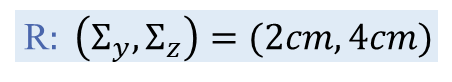 R: (Σ_y, Σ_z) = (2cm, 4cm)